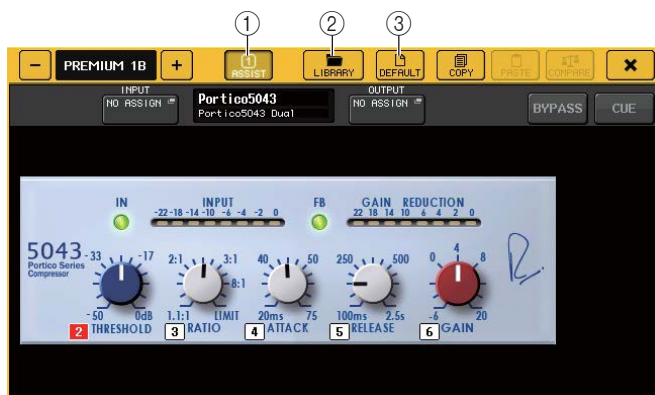 ① ② ③
− PREMIUM 1B + 1 ASSIST LIBRARY DEFAULT COPY PASTE COMPARE ×
INPUT
NO ASSIGN
Portico5043
Portico5043 Dual
OUTPUT
NO ASSIGN
BYPASS CUE
IN INPUT FB GAIN REDUCTION
-22 -18 -14 -10 -6 -4 -2 0
22 18 14 10 6 4 2 0
5043
Portico Series
Compressor
-33 -17 2:1 3:1 8:1 40 50 250 500 0 4 8
-50 0dB 1.1:1 LIMIT 20ms 75 100ms 2.5s -6 20
2 THRESHOLD 3 RATIO 4 ATTACK 5 RELEASE 6 GAIN